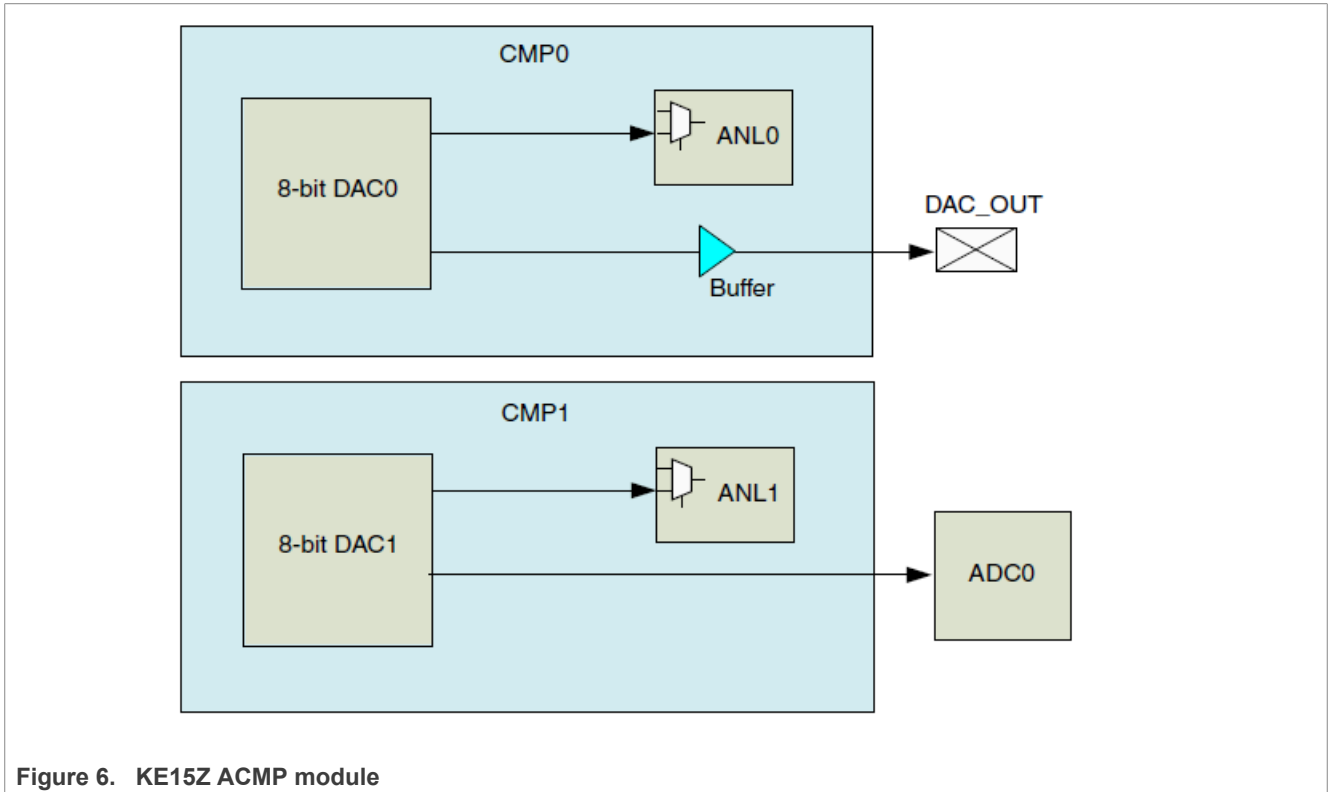 CMP0
8-bit DAC0
ANL0
DAC_OUT
Buffer
CMP1
8-bit DAC1
ANL1
ADC0
Figure 6. KE15Z ACMP module